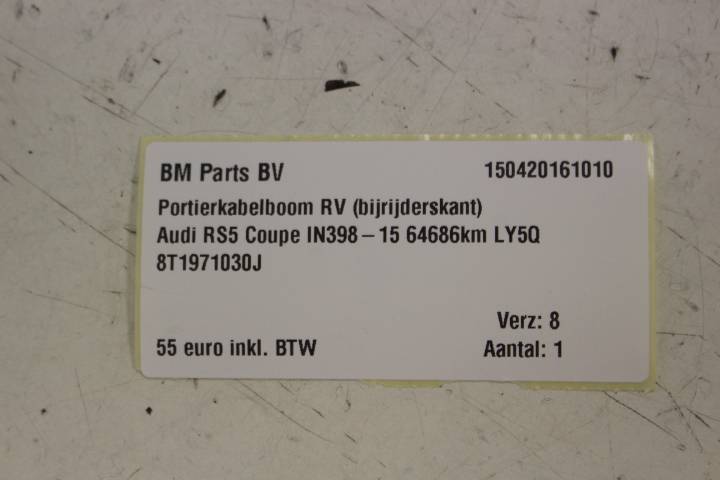 BM Parts BV 150420161010
Portierkabelboom RV (bijrijderskant)
Audi RS5 Coupe IN398 – 15 64686km LY5Q
8T1971030J
Verz: 8
55 euro inkl. BTW Aantal: 1